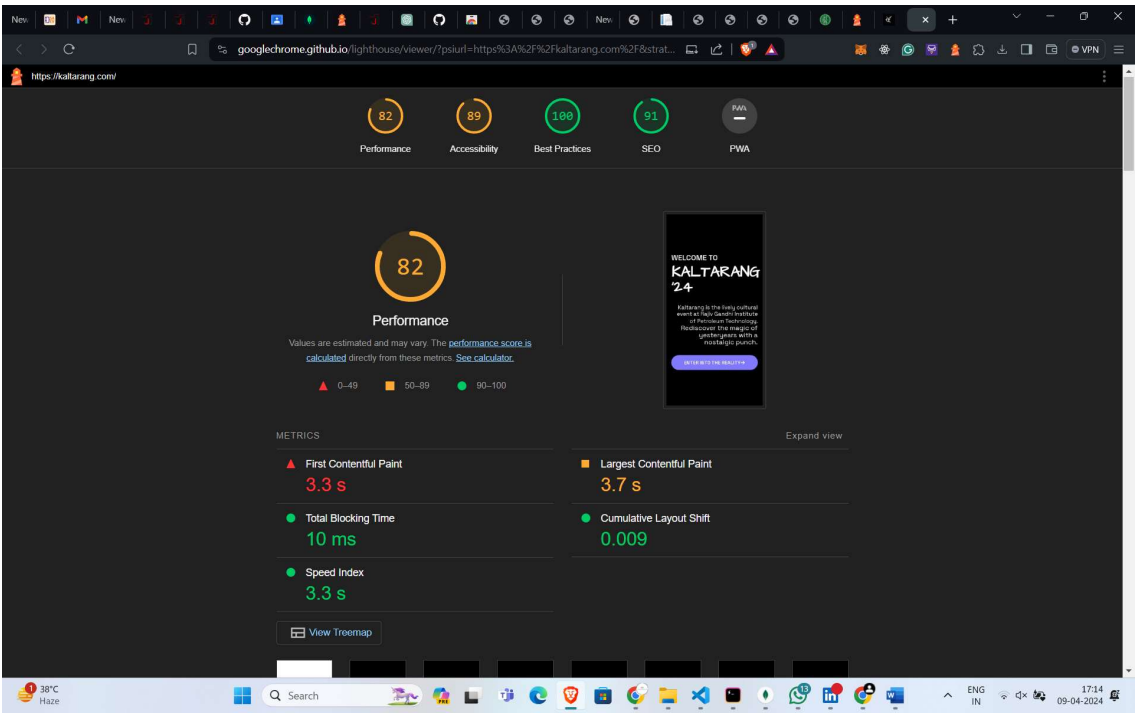 New
New
New
googlechrome.github.io/lighthouse/viewer/?psiurl=https%3A%2F%2Fkaltarang.com%2F&strat...
VPN
https://kaltarang.com/
82
89
100
91
PWA
Performance
Accessibility
Best Practices
SEO
PWA
82
Performance
Values are estimated and may vary. The performance score is
calculated directly from these metrics. See calculator.
0–49
50–89
90–100
WELCOME TO
KALTARANG
'24
Kaltarang is the lively cultural
event at Rajiv Gandhi Institute
of Petroleum Technology.
Rediscover the magic of
yesteryears with a
nostalgic punch.
ENTER INTO THE REALITY→
METRICS
Expand view
First Contentful Paint
3.3 s
Largest Contentful Paint
3.7 s
Total Blocking Time
10 ms
Cumulative Layout Shift
0.009
Speed Index
3.3 s
View Treemap
1
38°C
Haze
Search
PRE
13
ENG
IN
17:14
09-04-2024